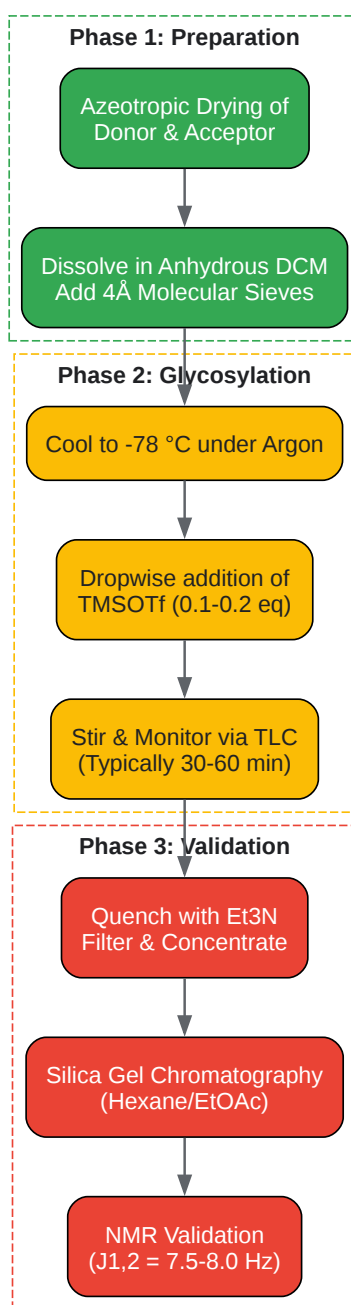 Phase 1: Preparation
Azeotropic Drying of
Donor & Acceptor
Dissolve in Anhydrous DCM
Add 4Å Molecular Sieves
Phase 2: Glycosylation
Cool to -78 °C under Argon
Dropwise addition of
TMSOTf (0.1-0.2 eq)
Stir & Monitor via TLC
(Typically 30-60 min)
Phase 3: Validation
Quench with Et3N
Filter & Concentrate
Silica Gel Chromatography
(Hexane/EtOAc)
NMR Validation
(J1,2 = 7.5-8.0 Hz)